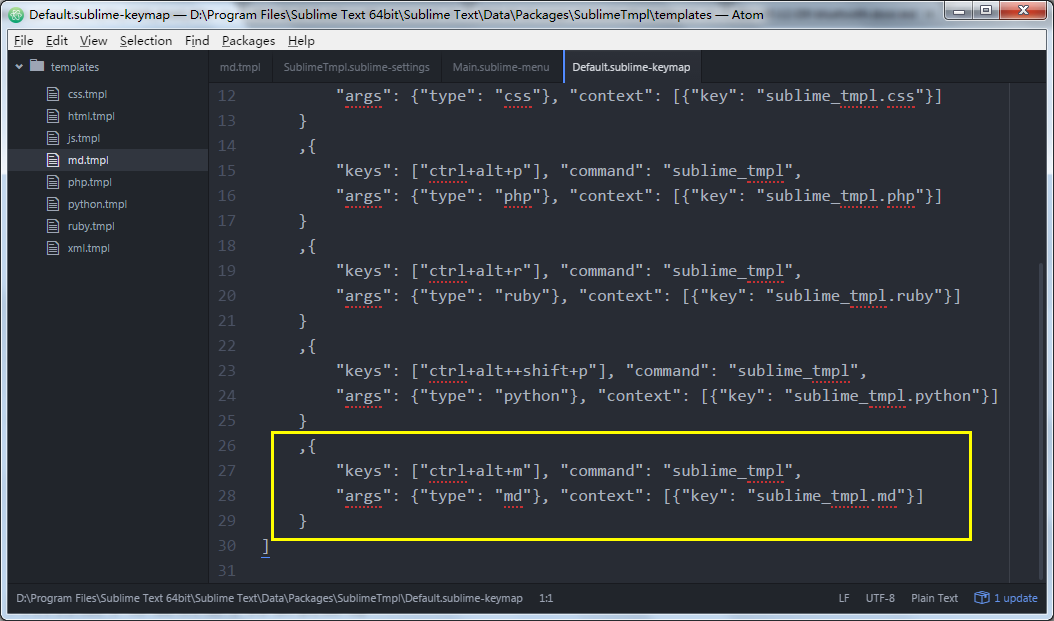 Default.sublime-keymap — D:\Program Files\Sublime Text 64bit\Sublime Text\Data\Packages\SublimeTmpl\templates — Atom
File Edit View Selection Find Packages Help
templates
css.tmpl
html.tmpl
js.tmpl
md.tmpl
php.tmpl
python.tmpl
ruby.tmpl
xml.tmpl
md.tmpl SublimeTmpl.sublime-settings Main.sublime-menu Default.sublime-keymap
12 "args": {"type": "css"}, "context": [{"key": "sublime_tmpl.css"}]
13 }
14 ,{
15 "keys": ["ctrl+alt+p"], "command": "sublime_tmpl",
16 "args": {"type": "php"}, "context": [{"key": "sublime_tmpl.php"}]
17 }
18 ,{
19 "keys": ["ctrl+alt+r"], "command": "sublime_tmpl",
20 "args": {"type": "ruby"}, "context": [{"key": "sublime_tmpl.ruby"}]
21 }
22 ,{
23 "keys": ["ctrl+alt++shift+p"], "command": "sublime_tmpl",
24 "args": {"type": "python"}, "context": [{"key": "sublime_tmpl.python"}]
25 }
26 ,{
27 "keys": ["ctrl+alt+m"], "command": "sublime_tmpl",
28 "args": {"type": "md"}, "context": [{"key": "sublime_tmpl.md"}]
29 }
30 ]
31
D:\Program Files\Sublime Text 64bit\Sublime Text\Data\Packages\SublimeTmpl\Default.sublime-keymap 1:1 LF UTF-8 Plain Text 1 update